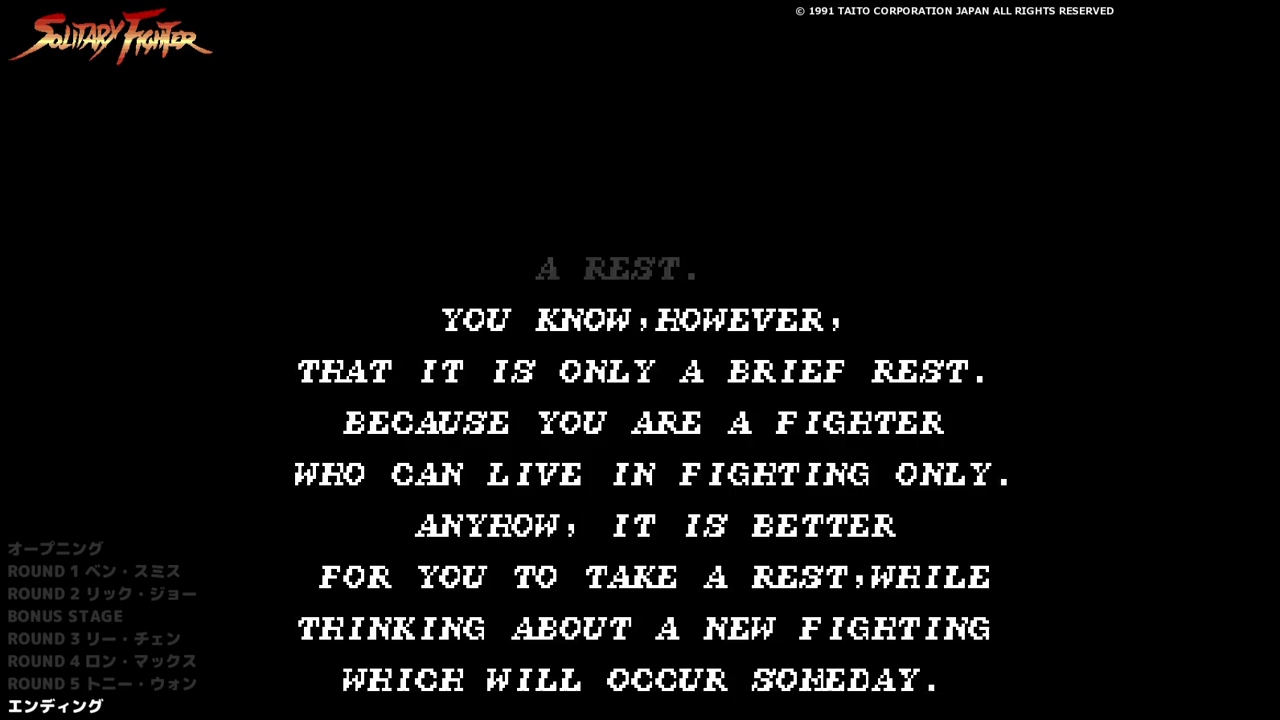 SOLITARY FIGHTER
© 1991 TAITO CORPORATION JAPAN ALL RIGHTS RESERVED
A REST.
YOU KNOW,HOWEVER,
THAT IT IS ONLY A BRIEF REST.
BECAUSE YOU ARE A FIGHTER
WHO CAN LIVE IN FIGHTING ONLY.
ANYHOW, IT IS BETTER
FOR YOU TO TAKE A REST,WHILE
THINKING ABOUT A NEW FIGHTING
WHICH WILL OCCUR SOMEDAY.
オープニング
ROUND 1 ベン・スミス
ROUND 2 リック・ジョー
BONUS STAGE
ROUND 3 リー・チェン
ROUND 4 ロン・マックス
ROUND 5 トニー・ウォン
エンディング